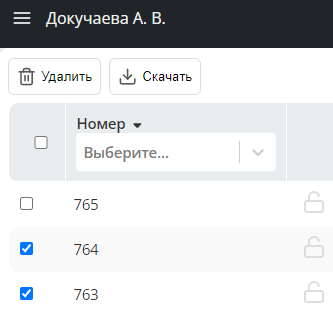 Докучаева А. В.
Удалить
Скачать
Номер
Выберите...
765
764
763